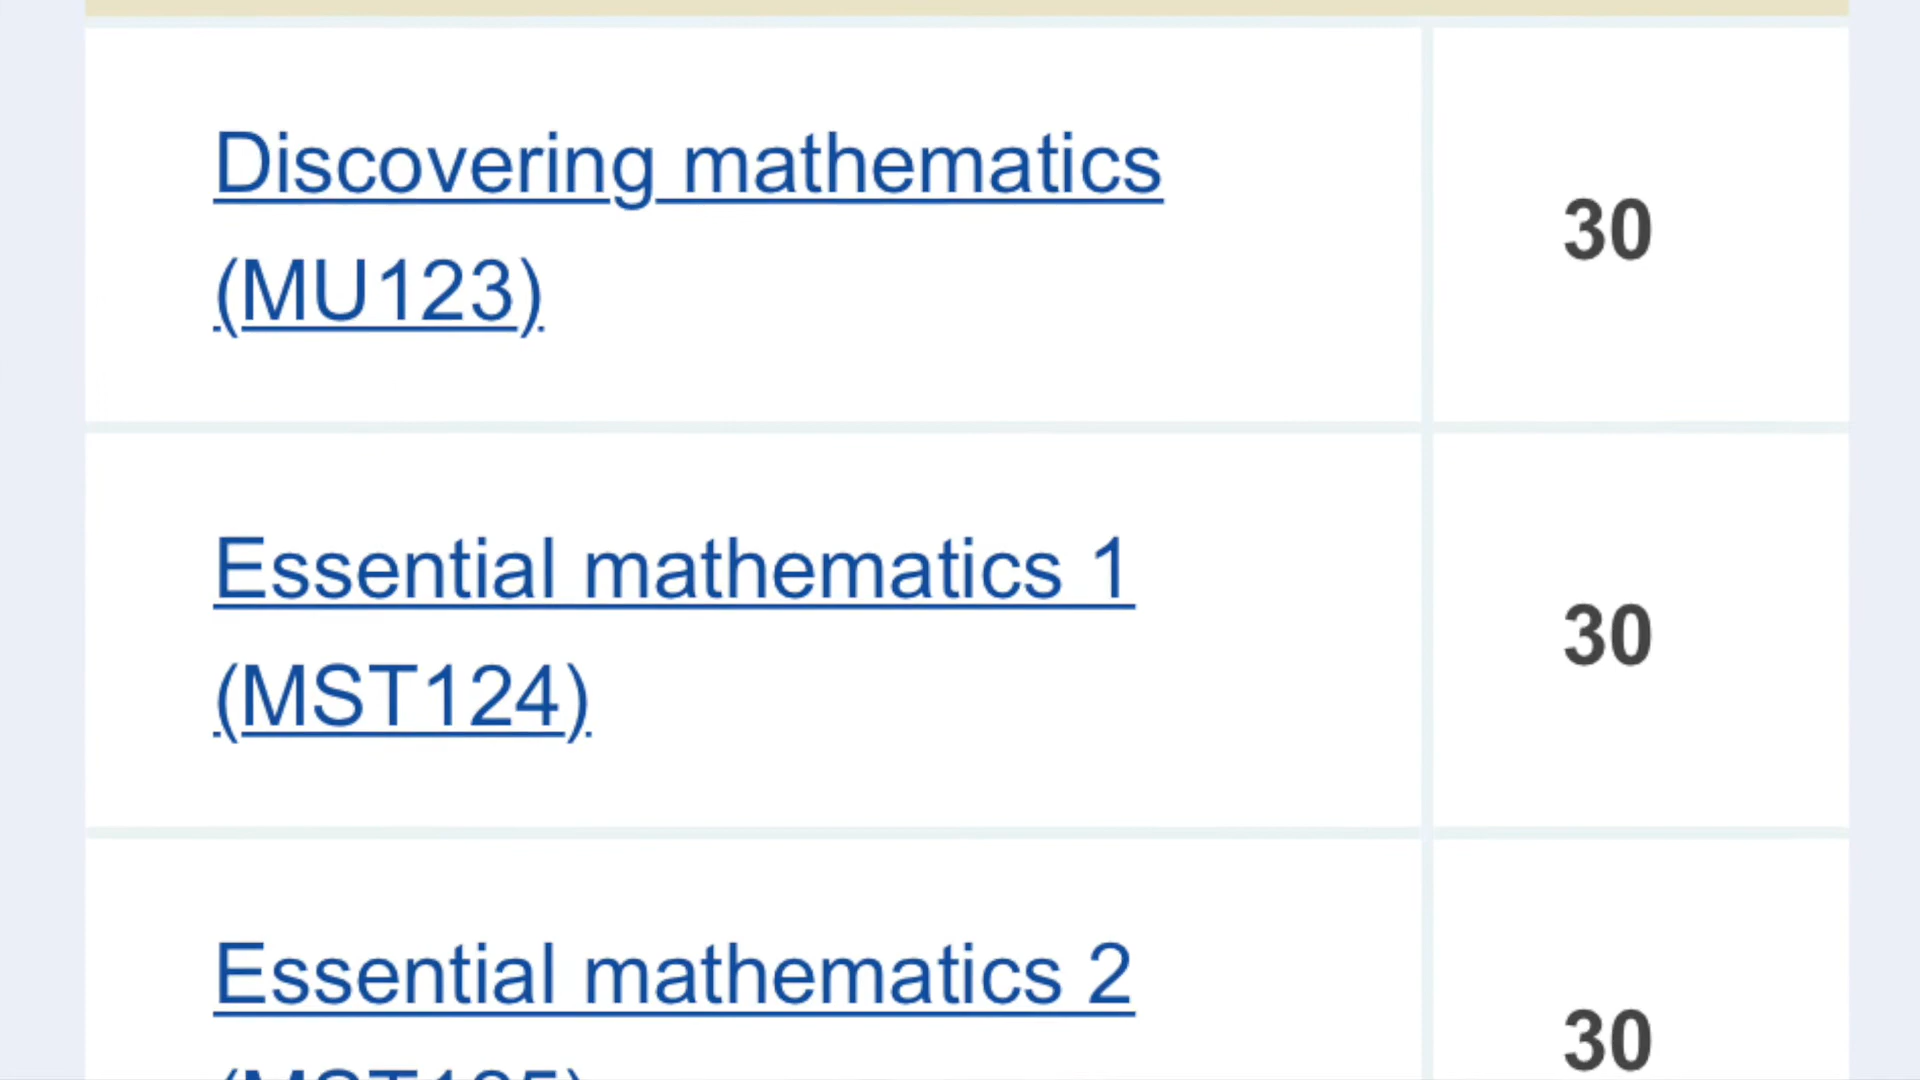 Discovering mathematics
(MU123)
30
Essential mathematics 1
(MST124)
30
Essential mathematics 2
30